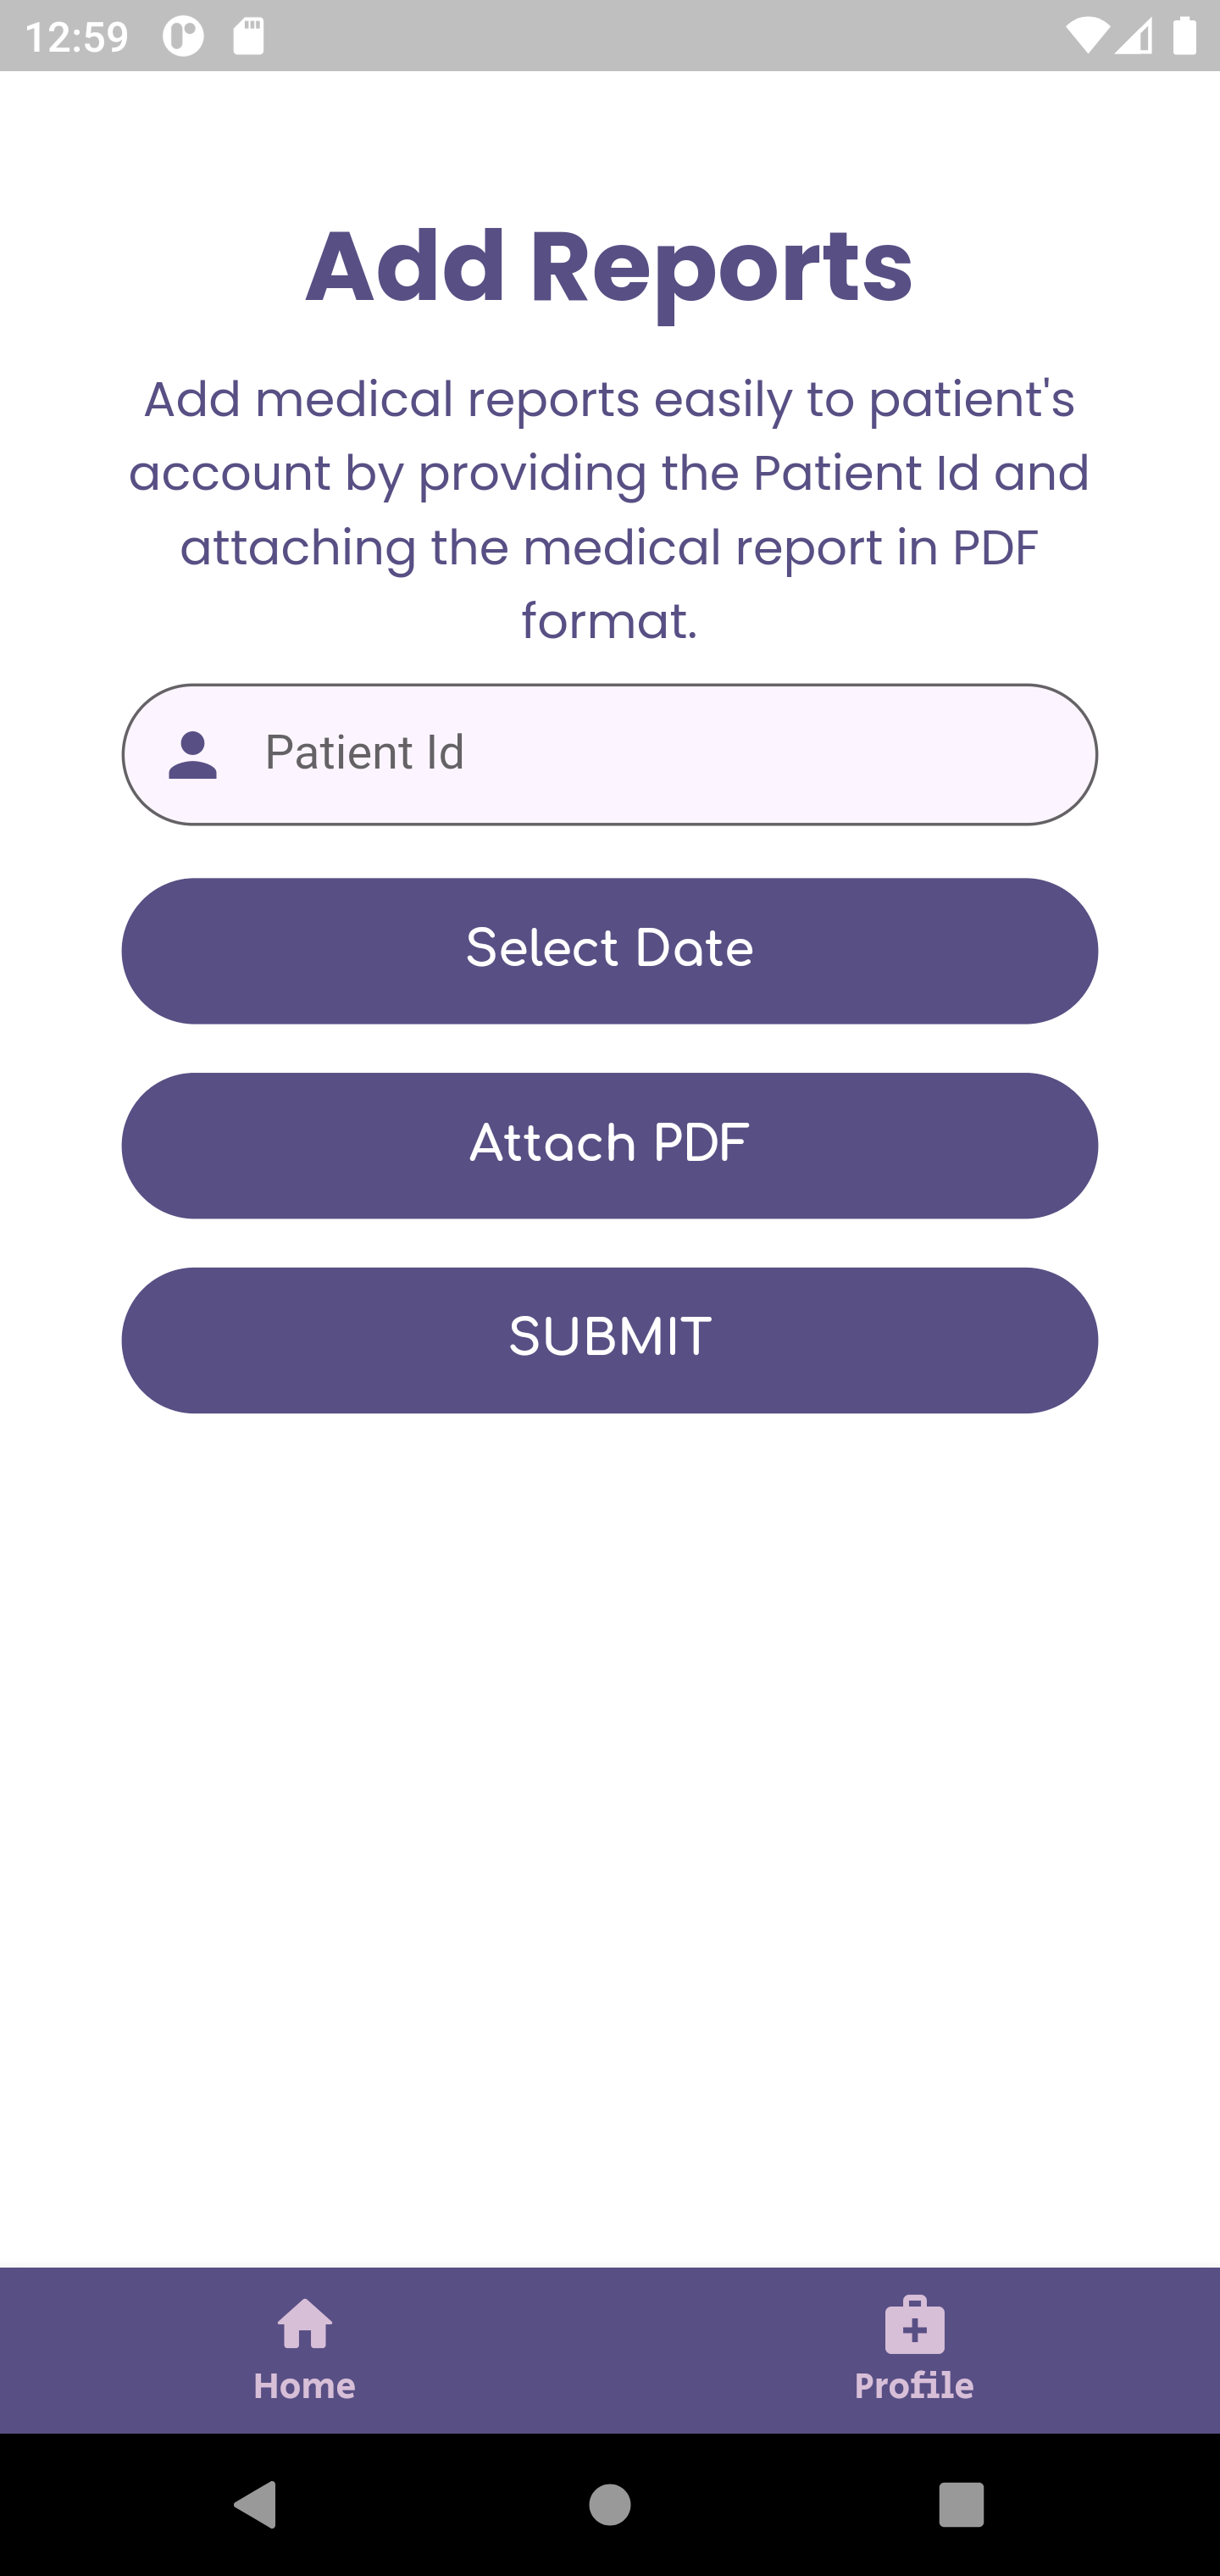 12:59
Add Reports
Add medical reports easily to patient's
account by providing the Patient Id and
attaching the medical report in PDF
format.
Patient Id
Select Date
Attach PDF
SUBMIT
Home
Profile